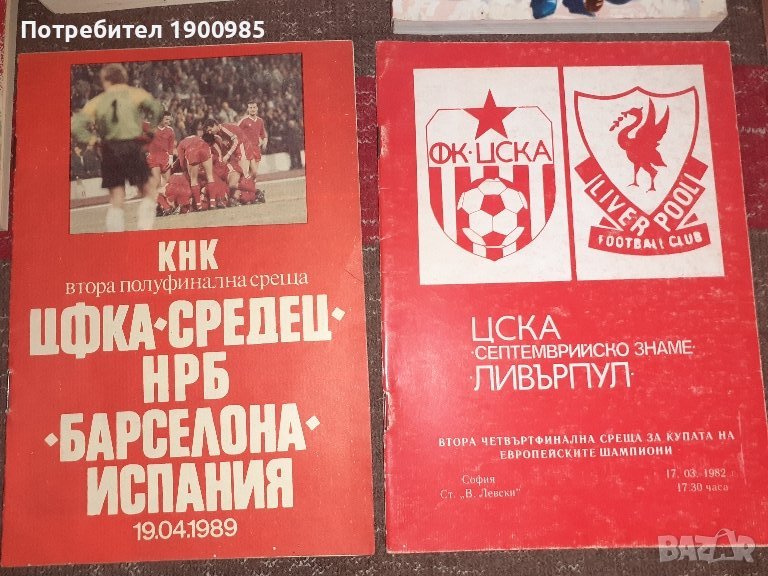 Потребител 1900985
1
КНК
втора полуфинална среща
ЦФКА·СРЕДЕЦ·
НРБ
·БАРСЕЛОНА·
ИСПАНИЯ
19.04.1989
ФК·ЦСКА
LIVERPOOL
FOOTBALL CLUB
ЦСКА
·СЕПТЕМВРИЙСКО ЗНАМЕ·
·ЛИВЪРПУЛ·
ВТОРА ЧЕТВЪРТФИНАЛНА СРЕЩА ЗА КУПАТА НА
ЕВРОПЕЙСКИТЕ ШАМПИОНИ
София
Ст. „В. Левски"
17. 03. 1982 г.
17.30 часа
BAZAR